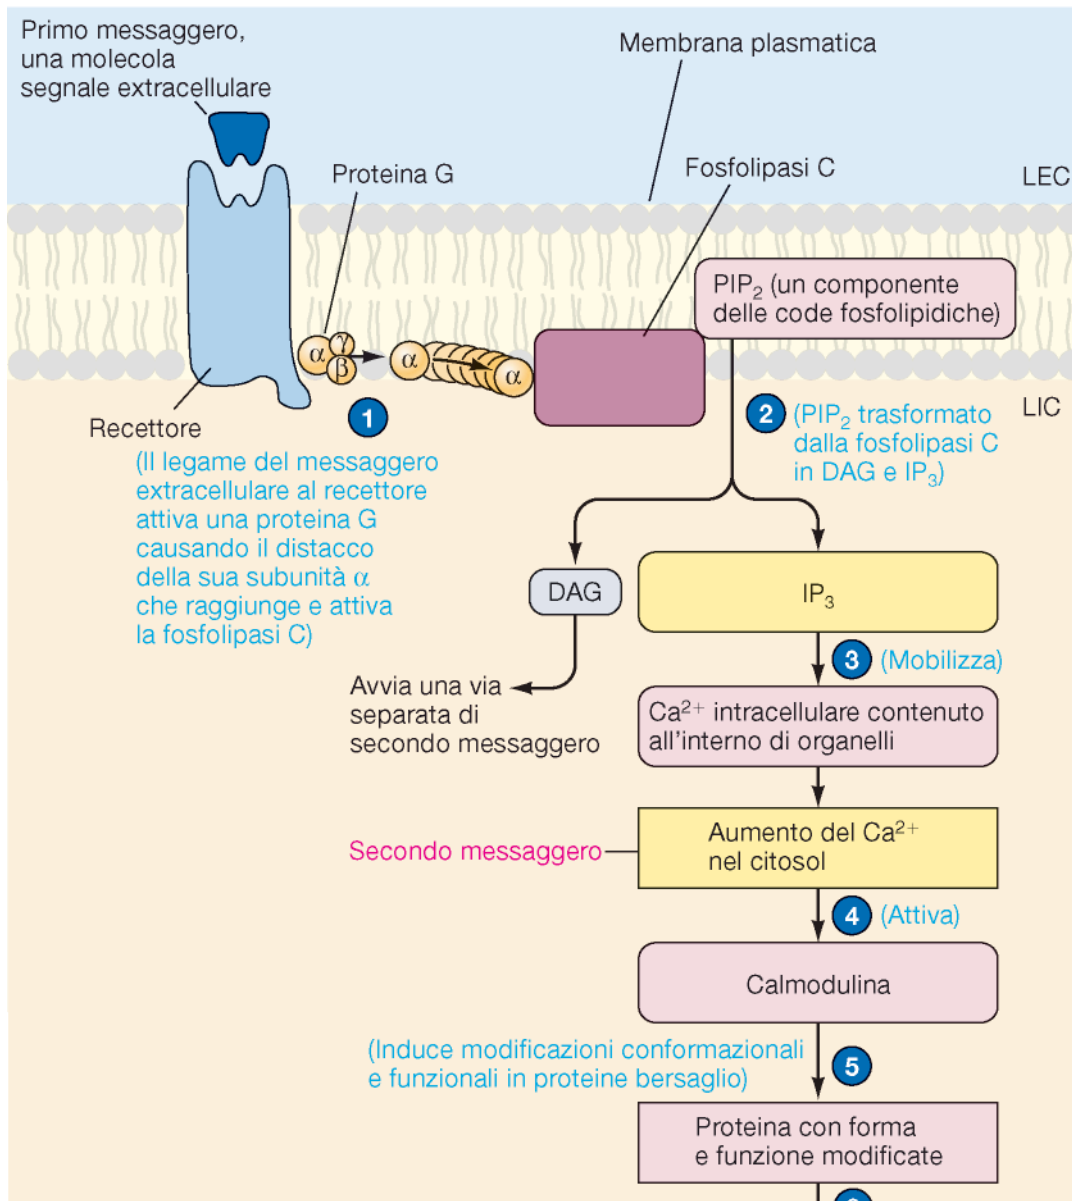 Primo messaggero,
una molecola
segnale extracellulare
Membrana plasmatica
Proteina G
Fosfolipasi C
LEC
PIP₂ (un componente
delle code fosfolipidiche)
α
γ
β
α
α
LIC
Recettore
1
(Il legame del messaggero
extracellulare al recettore
attiva una proteina G
causando il distacco
della sua subunità α
che raggiunge e attiva
la fosfolipasi C)
2
(PIP₂ trasformato
dalla fosfolipasi C
in DAG e IP₃)
DAG
IP₃
Avvia una via
separata di
secondo messaggero
3 (Mobilizza)
Ca²⁺ intracellulare contenuto
all'interno di organelli
Secondo messaggero
Aumento del Ca²⁺
nel citosol
4 (Attiva)
Calmodulina
(Induce modificazioni conformazionali
e funzionali in proteine bersaglio)
5
Proteina con forma
e funzione modificate